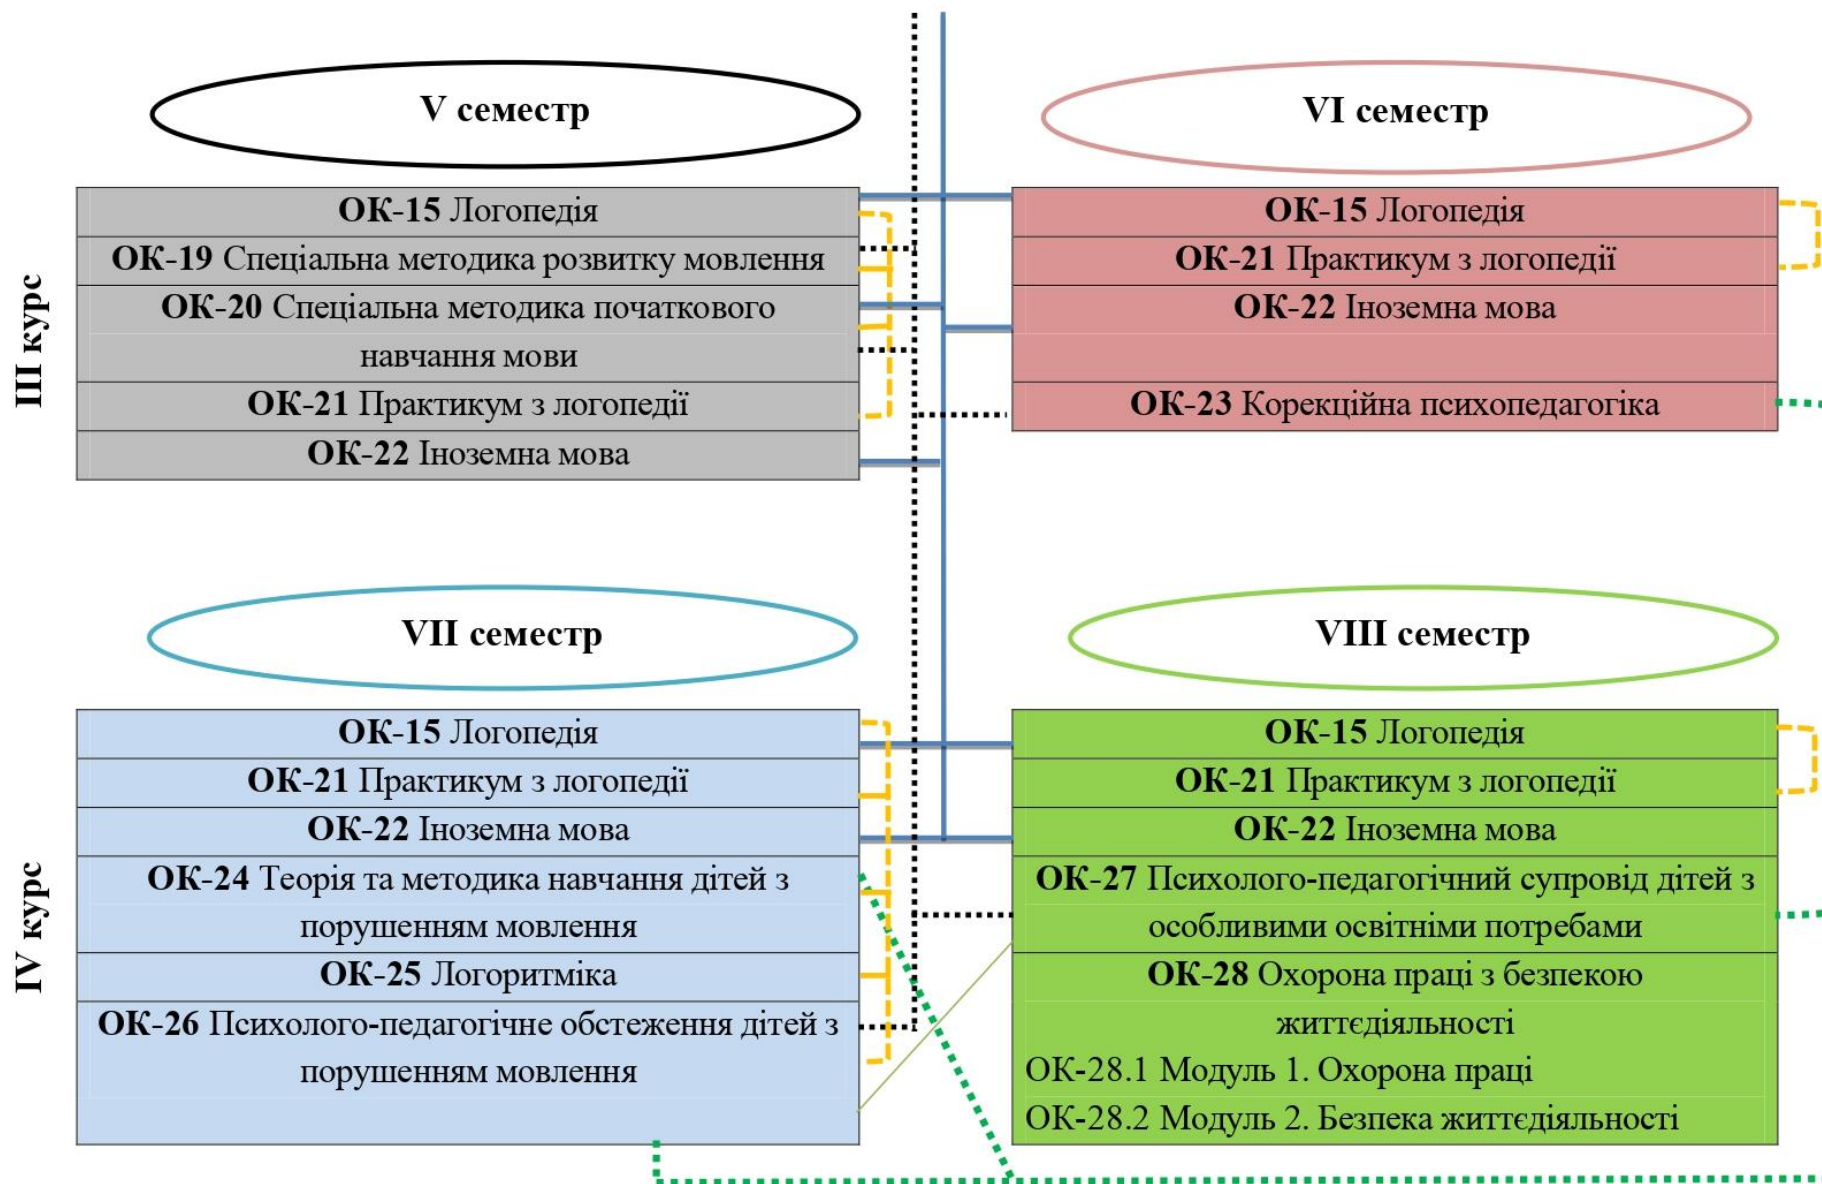 III курс
V семестр
ОК-15 Логопедія
ОК-19 Спеціальна методика розвитку мовлення
ОК-20 Спеціальна методика початкового
навчання мови
ОК-21 Практикум з логопедії
ОК-22 Іноземна мова
VI семестр
ОК-15 Логопедія
ОК-21 Практикум з логопедії
ОК-22 Іноземна мова
ОК-23 Корекційна психопедагогіка
IV курс
VII семестр
ОК-15 Логопедія
ОК-21 Практикум з логопедії
ОК-22 Іноземна мова
ОК-24 Теорія та методика навчання дітей з
порушенням мовлення
ОК-25 Логоритміка
ОК-26 Психолого-педагогічне обстеження дітей з
порушенням мовлення
VIII семестр
ОК-15 Логопедія
ОК-21 Практикум з логопедії
ОК-22 Іноземна мова
ОК-27 Психолого-педагогічний супровід дітей з
особливими освітніми потребами
ОК-28 Охорона праці з безпекою
життєдіяльності
ОК-28.1 Модуль 1. Охорона праці
ОК-28.2 Модуль 2. Безпека життєдіяльності